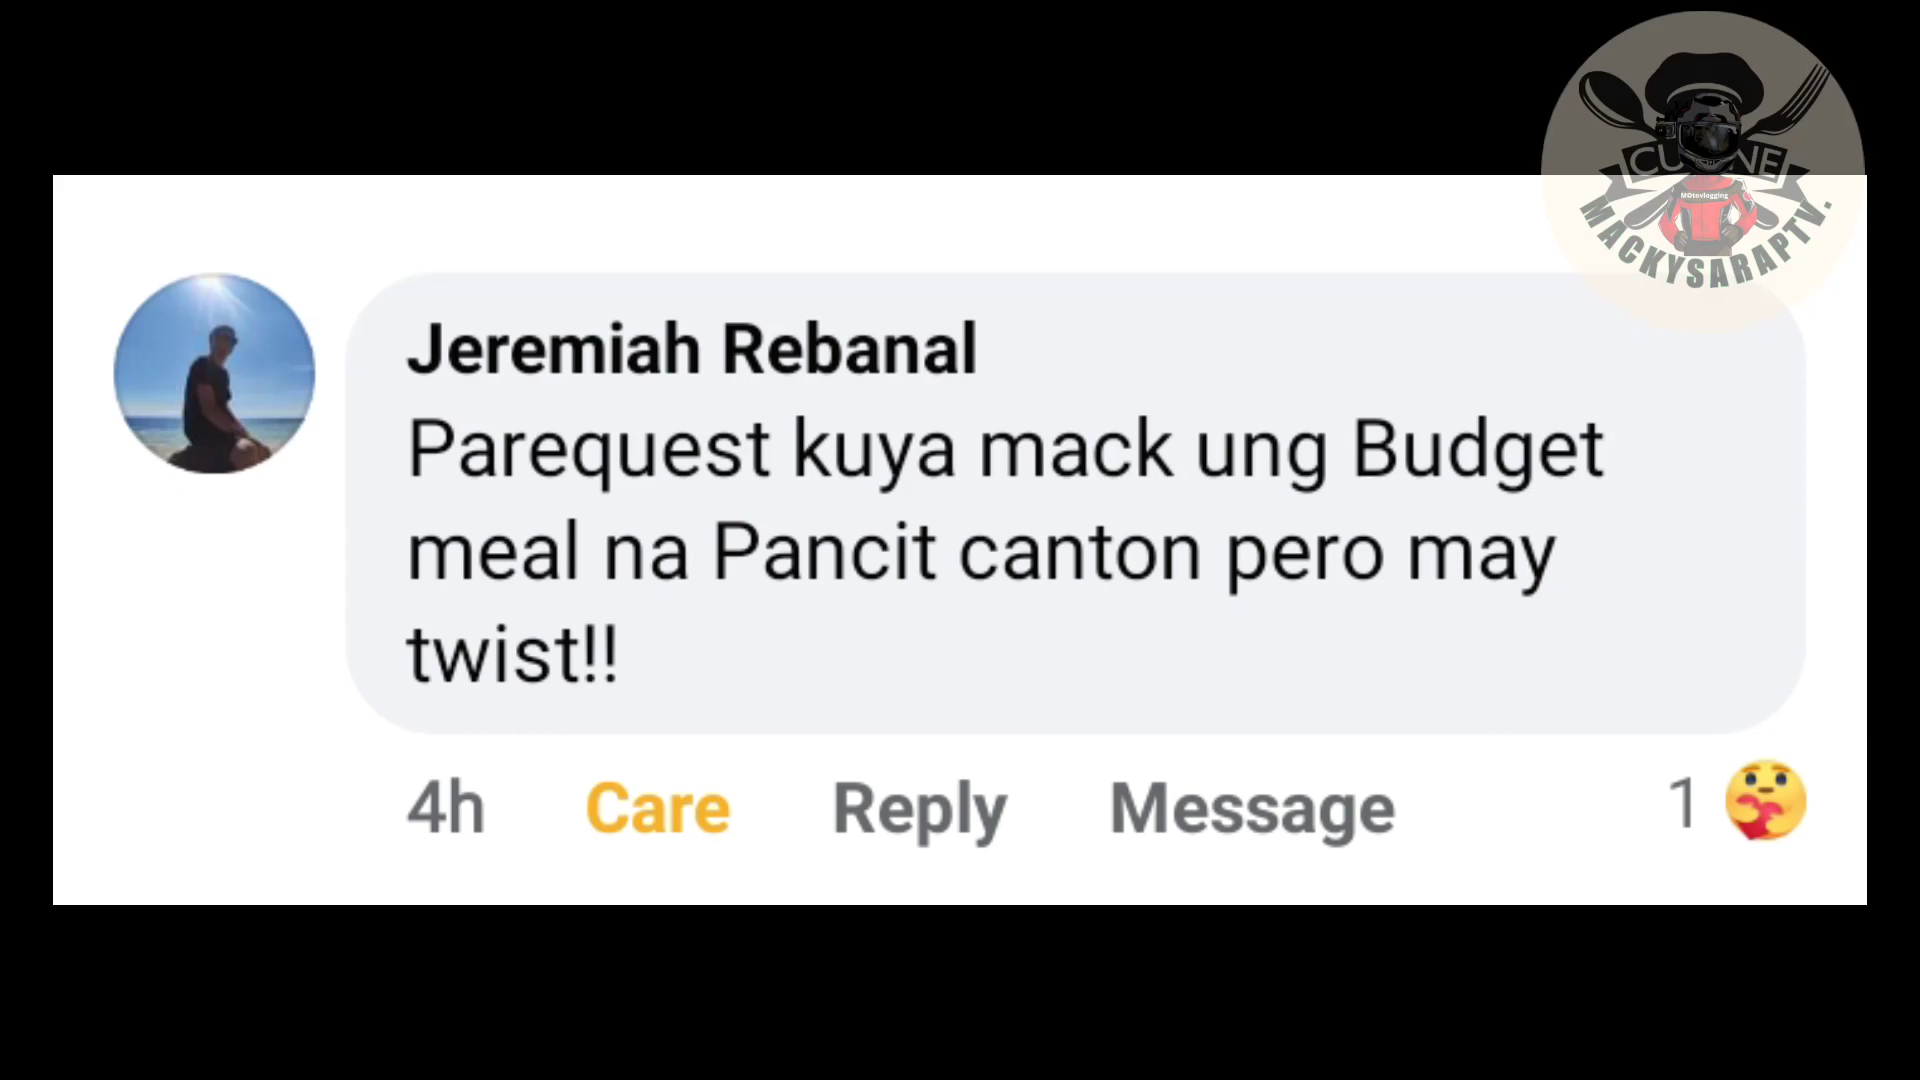 CUISINE
MOtovlogging
MACKYSARAPTV.
Jeremiah Rebanal
Parequest kuya mack ung Budget
meal na Pancit canton pero may
twist!!
4h Care Reply Message 1